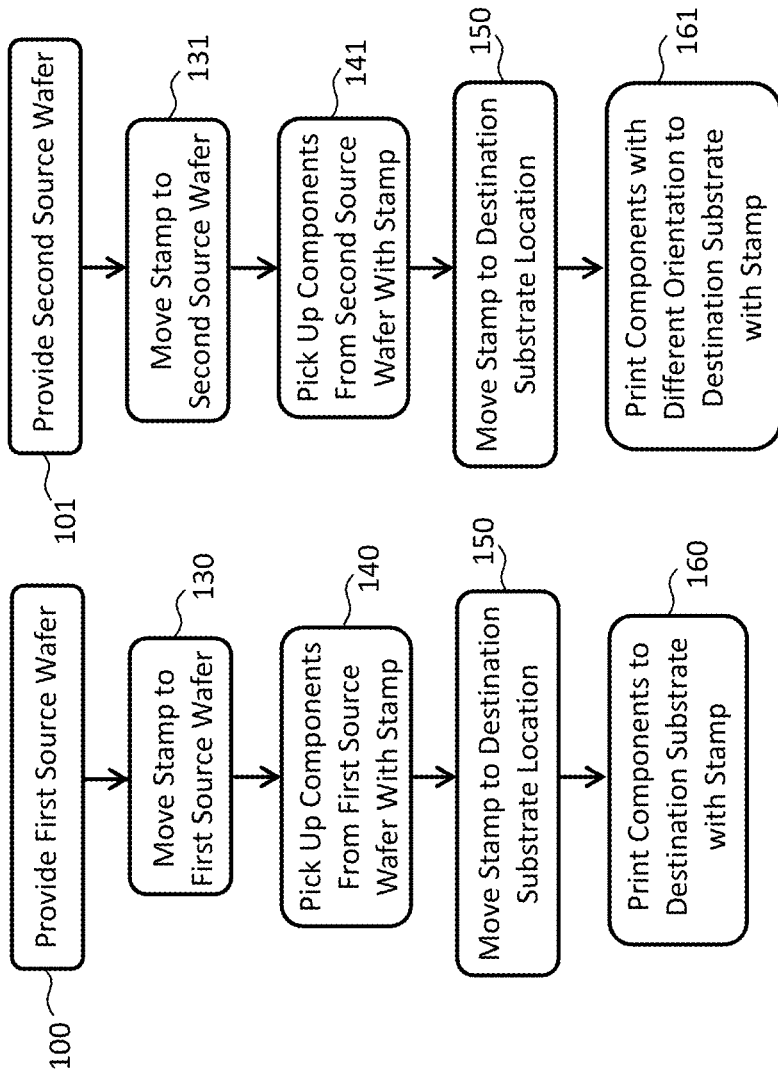 100
Provide First Source Wafer
130
Move Stamp to
First Source Wafer
140
Pick Up Components
From First Source
Wafer With Stamp
150
Move Stamp to Destination
Substrate Location
160
Print Components to
Destination Substrate
with Stamp
101
Provide Second Source Wafer
131
Move Stamp to
Second Source Wafer
141
Pick Up Components
From Second Source
Wafer With Stamp
150
Move Stamp to Destination
Substrate Location
161
Print Components with
Different Orientation to
Destination Substrate
with Stamp